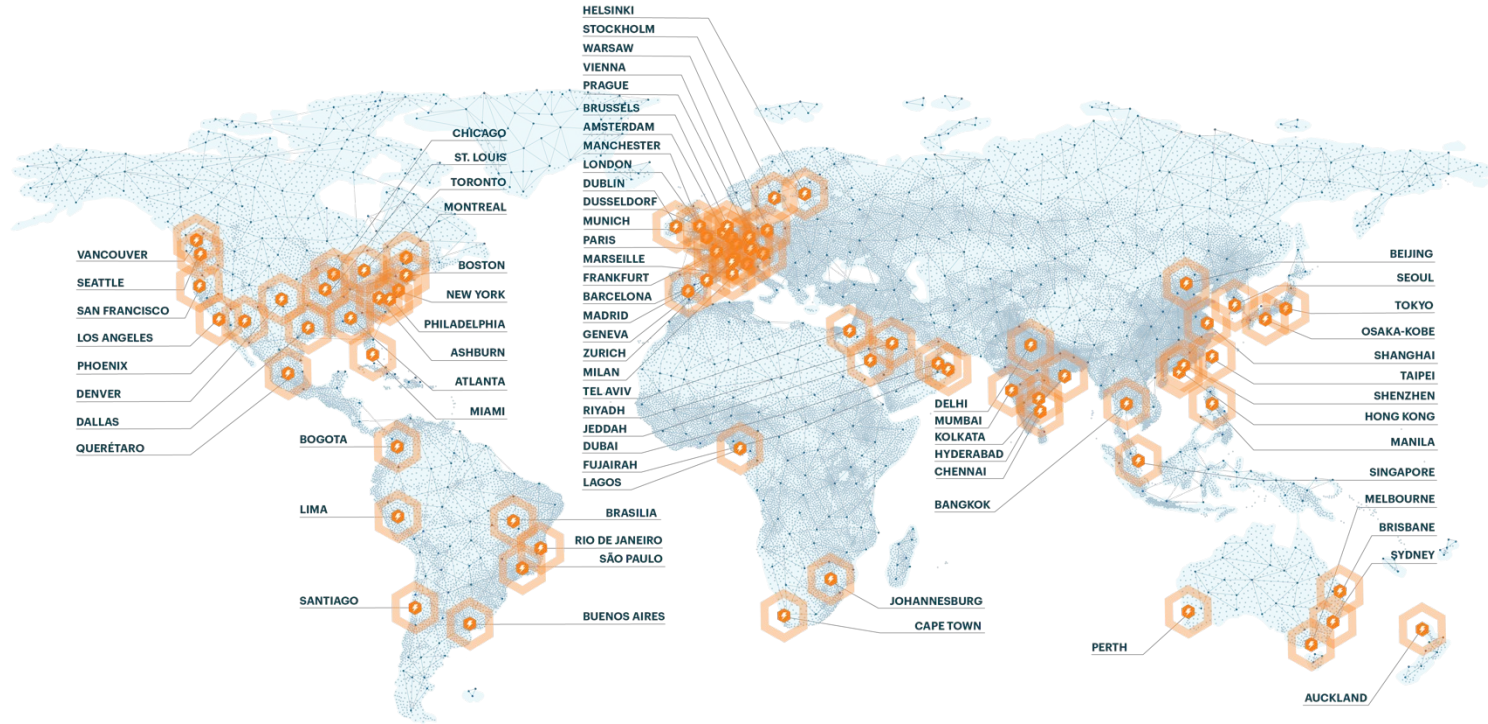 HELSINKI
STOCKHOLM
WARSAW
VIENNA
PRAGUE
BRUSSELS
AMSTERDAM
MANCHESTER
LONDON
DUBLIN
DUSSELDORF
MUNICH
PARIS
MARSEILLE
FRANKFURT
BARCELONA
MADRID
GENEVA
ZURICH
MILAN
TEL AVIV
RIYADH
JEDDAH
DUBAI
FUJAIRAH
LAGOS
CHICAGO
ST. LOUIS
TORONTO
MONTREAL
BOSTON
NEW YORK
PHILADELPHIA
ASHBURN
ATLANTA
MIAMI
VANCOUVER
SEATTLE
SAN FRANCISCO
LOS ANGELES
PHOENIX
DENVER
DALLAS
QUERÉTARO
BOGOTA
LIMA
SANTIAGO
BRASILIA
RIO DE JANEIRO
SÃO PAULO
BUENOS AIRES
JOHANNESBURG
CAPE TOWN
DELHI
MUMBAI
KOLKATA
HYDERABAD
CHENNAI
BANGKOK
BEIJING
SEOUL
TOKYO
OSAKA-KOBE
SHANGHAI
TAIPEI
SHENZHEN
HONG KONG
MANILA
SINGAPORE
MELBOURNE
BRISBANE
SYDNEY
PERTH
AUCKLAND